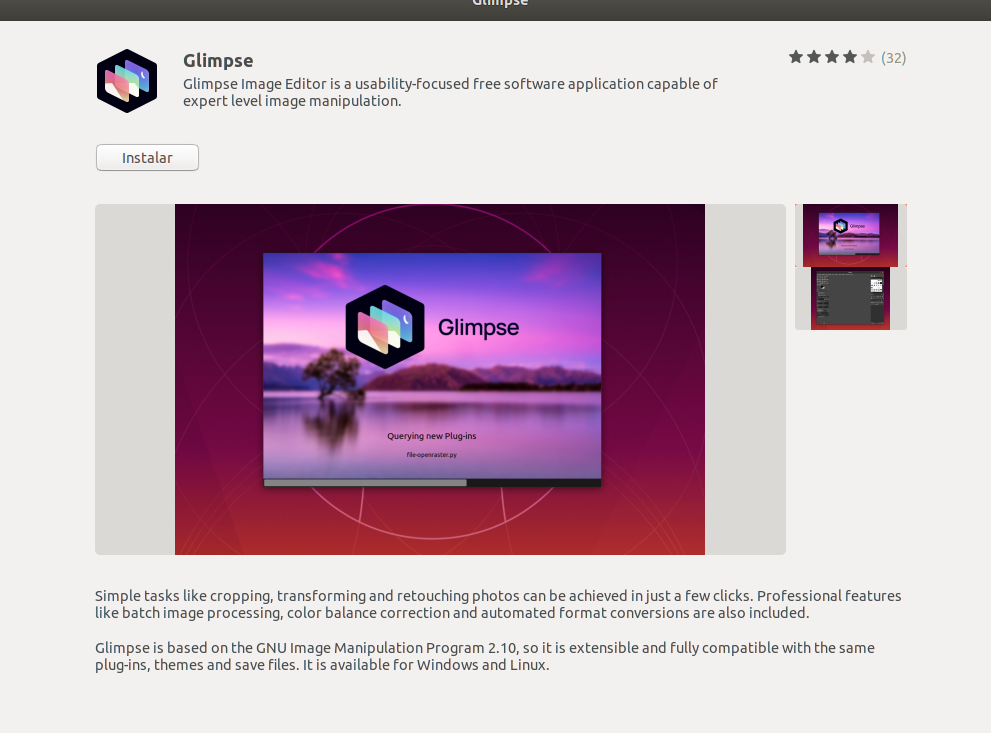 Glimpse
Glimpse
(32)
Glimpse Image Editor is a usability-focused free software application capable of
expert level image manipulation.
Instalar
Glimpse
Querying new Plug-ins
file-openraster.py
Glimpse
Simple tasks like cropping, transforming and retouching photos can be achieved in just a few clicks. Professional features
like batch image processing, color balance correction and automated format conversions are also included.
Glimpse is based on the GNU Image Manipulation Program 2.10, so it is extensible and fully compatible with the same
plug-ins, themes and save files. It is available for Windows and Linux.